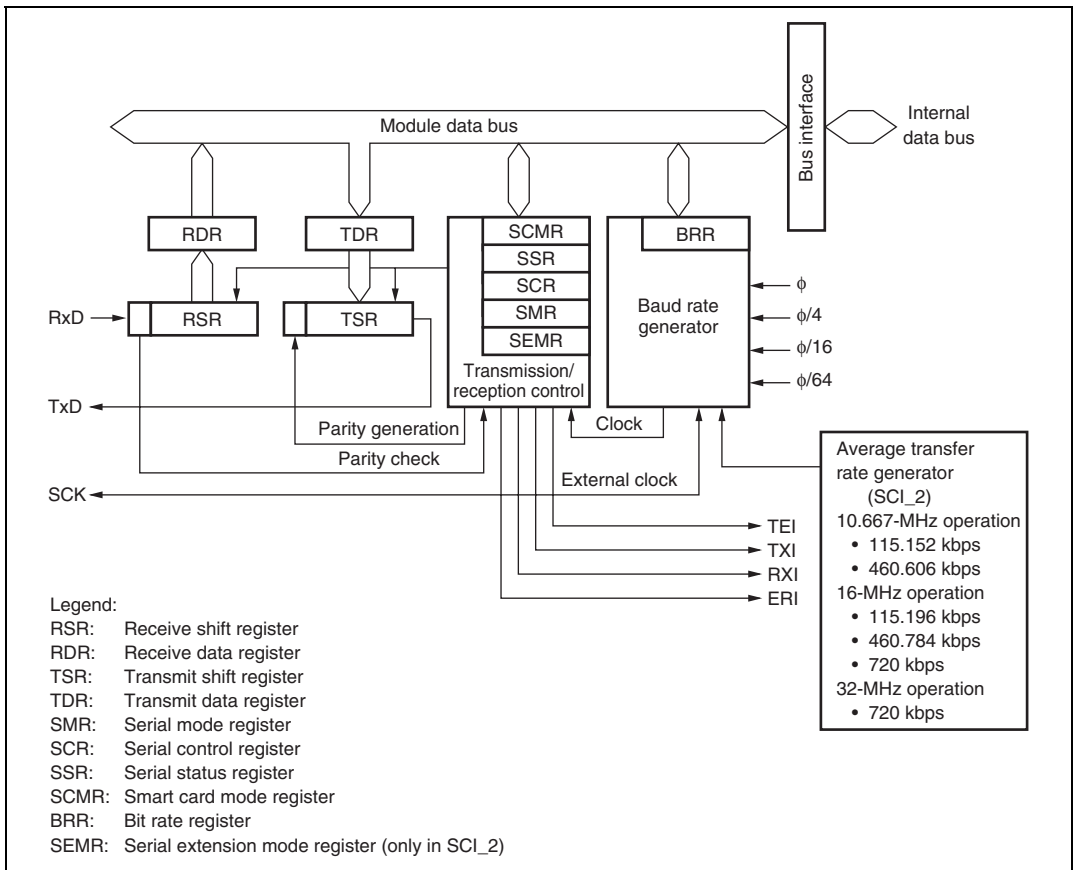 Module data bus
Bus interface
Internal
data bus
RDR
TDR
SCMR
SSR
SCR
SMR
SEMR
Transmission/
reception control
BRR
Baud rate
generator
φ
φ/4
φ/16
φ/64
RxD
RSR
TSR
TxD
Parity generation
Parity check
Clock
SCK
External clock
TEI
TXI
RXI
ERI
Average transfer
rate generator
(SCI_2)
10.667-MHz operation
• 115.152 kbps
• 460.606 kbps
16-MHz operation
• 115.196 kbps
• 460.784 kbps
• 720 kbps
32-MHz operation
• 720 kbps
Legend:
RSR: Receive shift register
RDR: Receive data register
TSR: Transmit shift register
TDR: Transmit data register
SMR: Serial mode register
SCR: Serial control register
SSR: Serial status register
SCMR: Smart card mode register
BRR: Bit rate register
SEMR: Serial extension mode register (only in SCI_2)